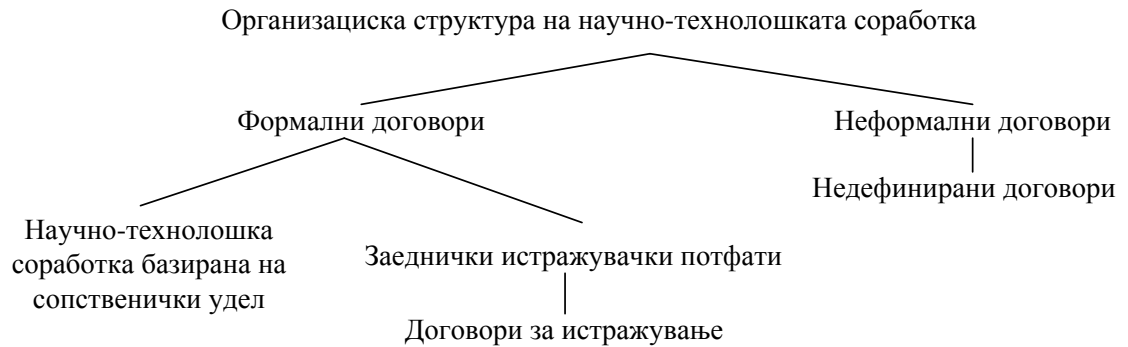 Организациска структура на научно-технолошката соработка
Формални договори
Неформални договори
Недефинирани договори
Научно-технолошка
соработка базирана на
сопственички удел
Заеднички истражувачки потфати
Договори за истражување